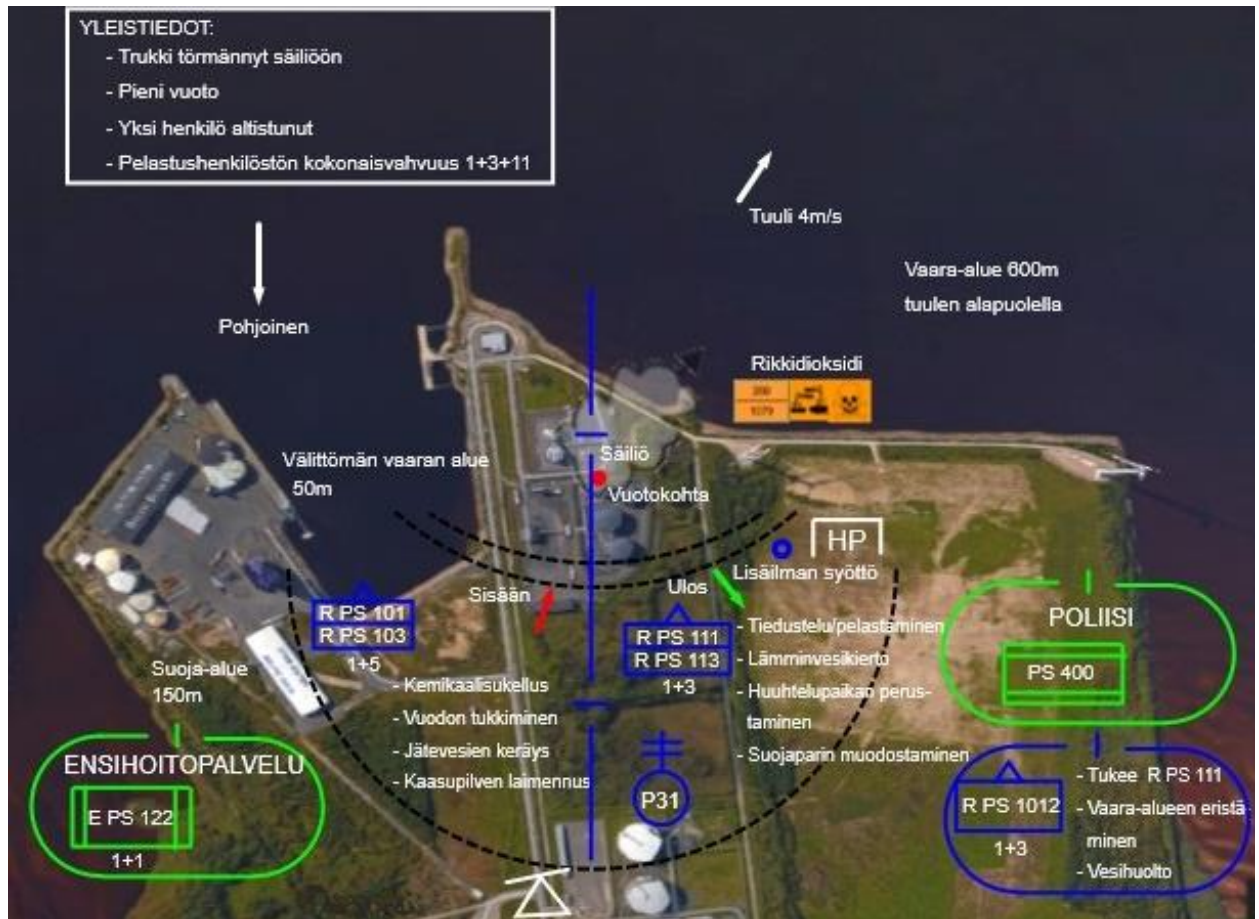 YLEISTIEDOT:
- Trukki törmännyt säiliöön
- Pieni vuoto
- Yksi henkilö altistunut
- Pelastushenkilöstön kokonaisvahvuus 1+3+11
Tuuli 4m/s
Pohjoinen
Vaara-alue 600m
tuulen alapuolella
Rikkidioksidi
Välittömän vaaran alue
50m
Säiliö
Vuotokohta
HP
Lisäilman syöttö
Sisään
Ulos
R PS 101
R PS 103
1+5
- Kemikaalisukellus
- Vuodon tukkiminen
- Jätevesien keräys
- Kaasupilven laimennus
R PS 111
R PS 113
1+3
- Tiedustelu/pelastaminen
- Lämminvesikierto
- Huuhtelupaikan perus-
taminen
- Suojaparin muodostaminen
POLIISI
PS 400
Suoja-alue
150m
ENSIHOITOPALVELU
E PS 122
1+1
P31
R PS 1012
1+3
- Tukee R PS 111
- Vaara-alueen eristä
minen
- Vesihuolto